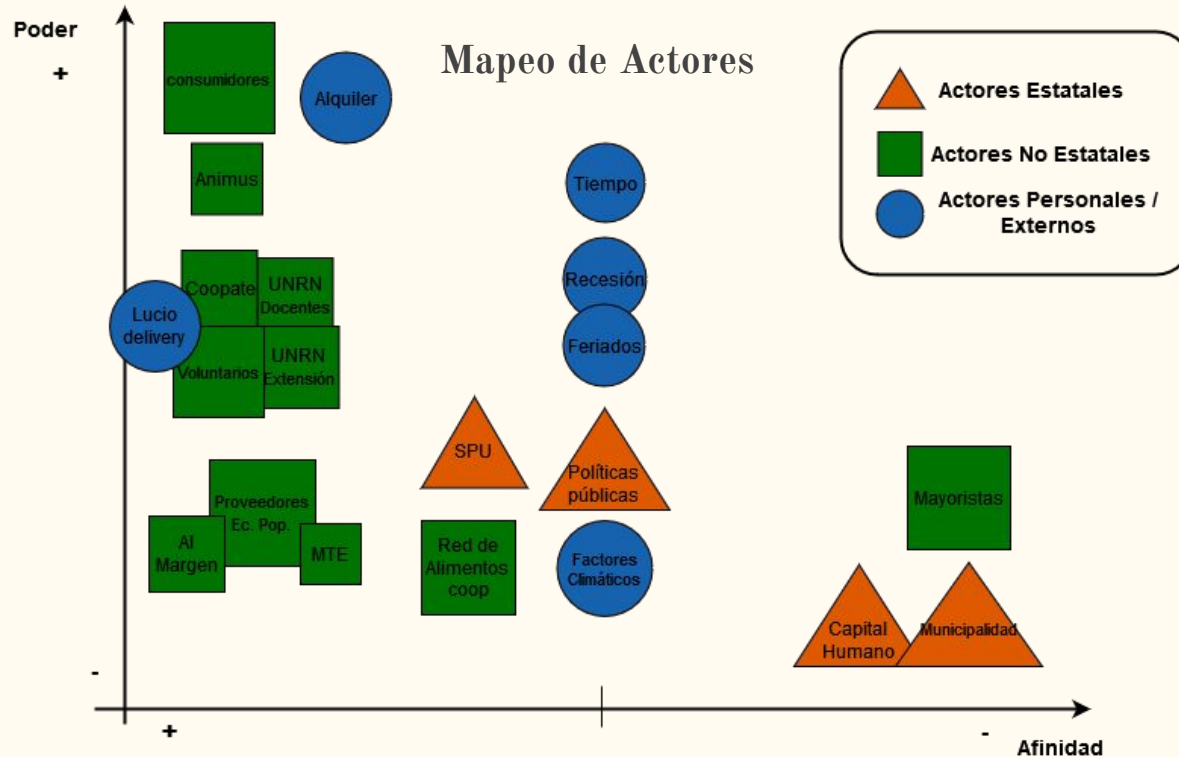 Poder
+
Mapeo de Actores
consumidores
Alquiler
Actores Estatales
Actores No Estatales
Actores Personales /
Externos
Animus
Tiempo
Coopate
UNRN
Docentes
Recesión
Lucio
delivery
Feriados
Voluntarios
UNRN
Extensión
SPU
Políticas
públicas
Mayoristas
Proveedores
Ec. Pop.
Al
Margen
MTE
Red de
Alimentos
coop
Factores
Climáticos
Capital
Humano
Municipalidad
-
+
-
Afinidad